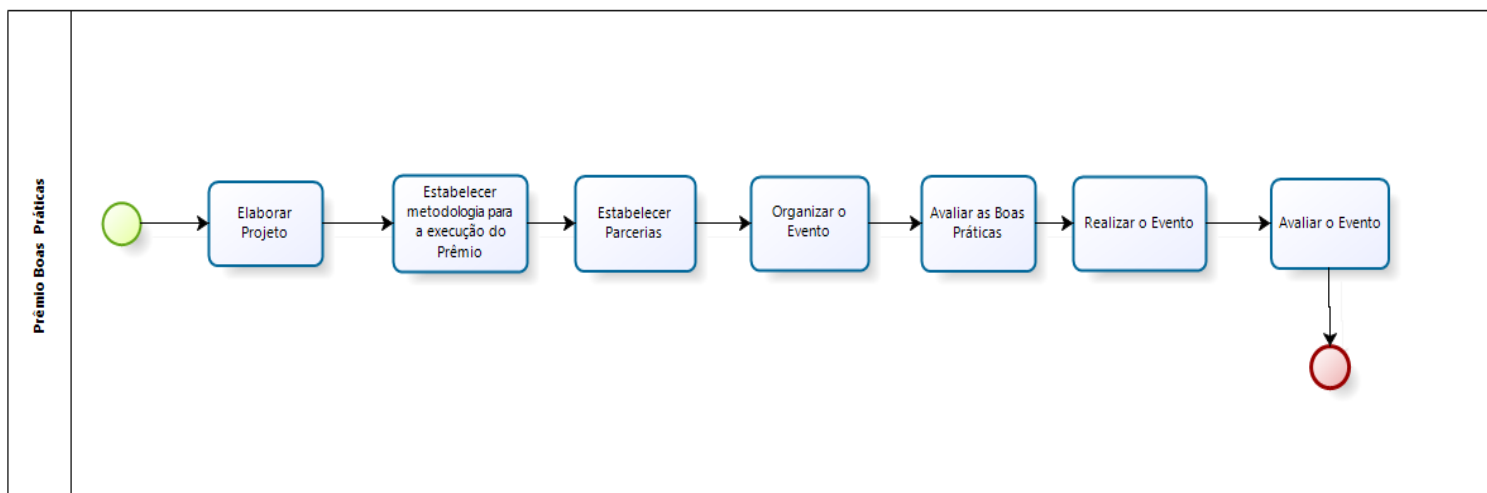 Prêmio Boas Práticas
Elaborar
Projeto
Estabelecer
metodologia para
a execução do
Prêmio
Estabelecer
Parcerias
Organizar o
Evento
Avaliar as Boas
Práticas
Realizar o Evento
Avaliar o Evento